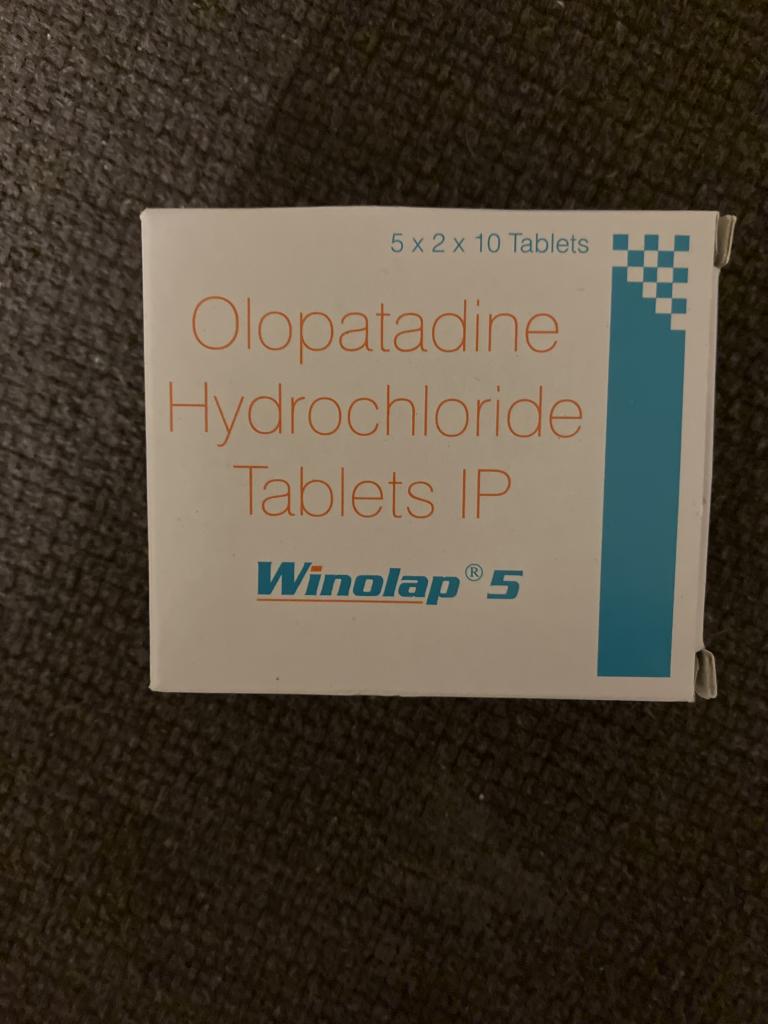 5 x 2 x 10 Tablets
Olopatadine
Hydrochloride
Tablets IP
Winolap® 5